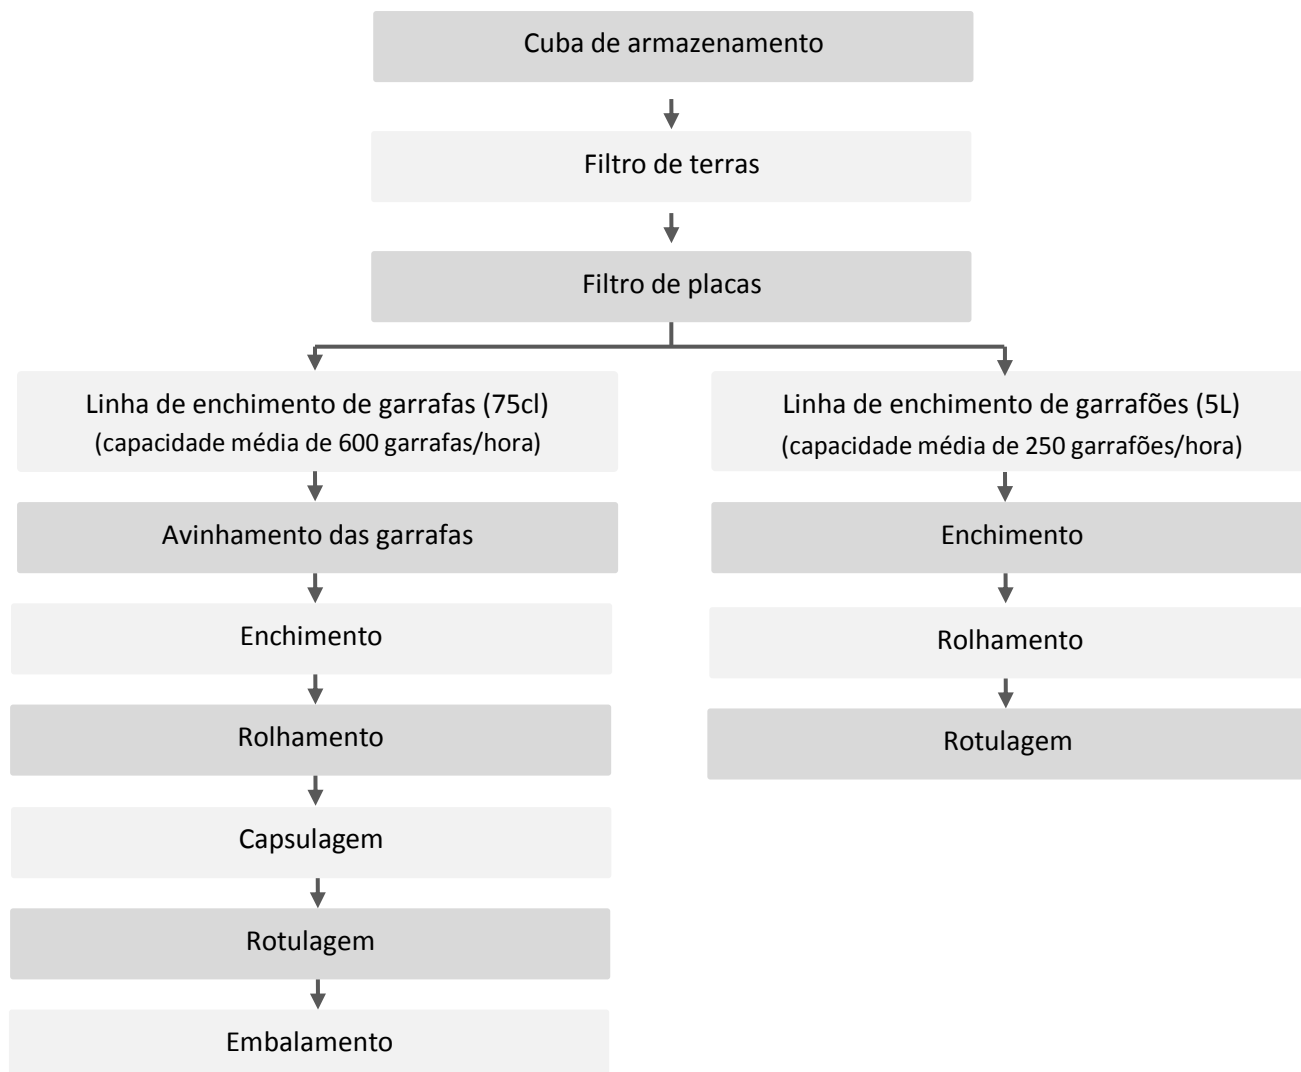 Cuba de armazenamento
Filtro de terras
Filtro de placas
Linha de enchimento de garrafas (75cl)
(capacidade média de 600 garrafas/hora)
Avinhamento das garrafas
Enchimento
Rolhamento
Capsulagem
Rotulagem
Embalamento
Linha de enchimento de garrafões (5L)
(capacidade média de 250 garrafões/hora)
Enchimento
Rolhamento
Rotulagem